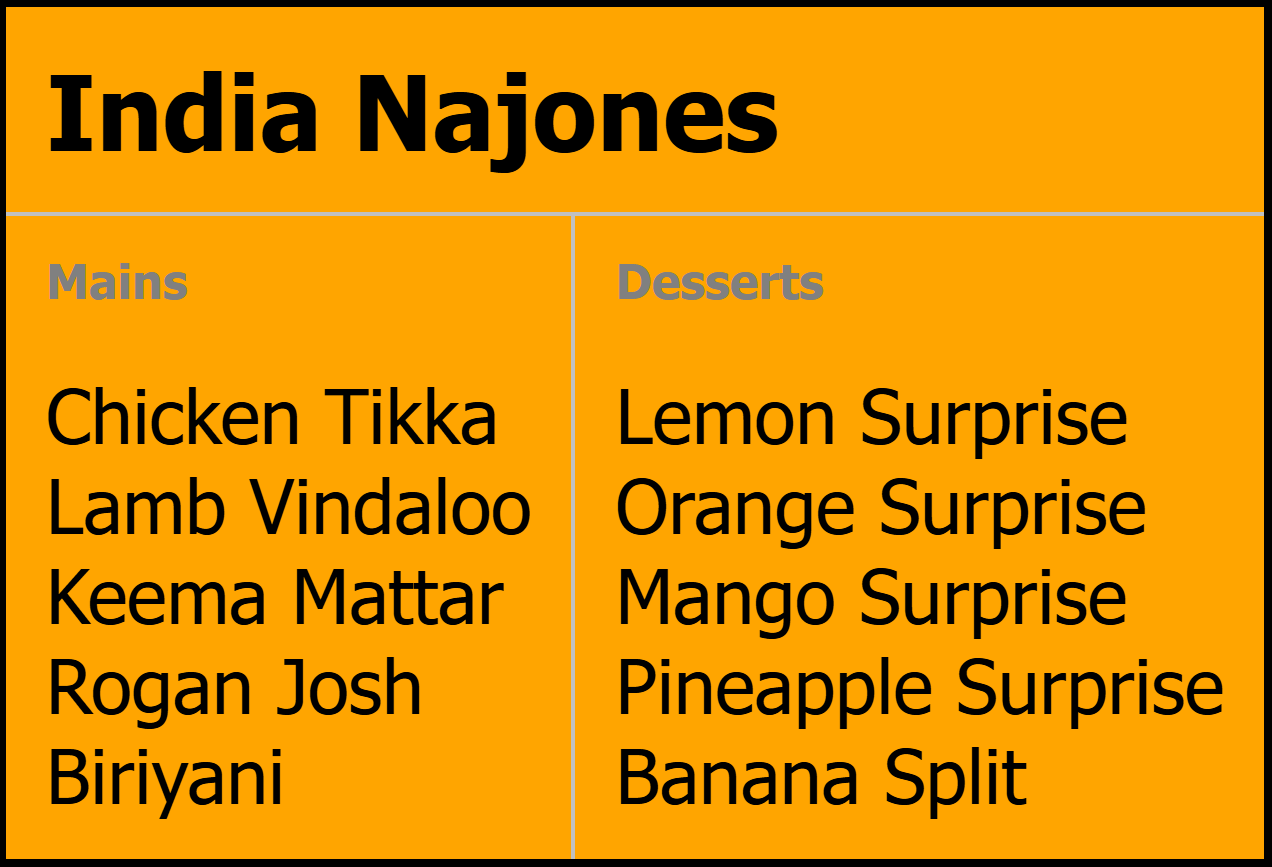 India Najones
Mains
Chicken Tikka
Lamb Vindaloo
Keema Mattar
Rogan Josh
Biriyani
Desserts
Lemon Surprise
Orange Surprise
Mango Surprise
Pineapple Surprise
Banana Split